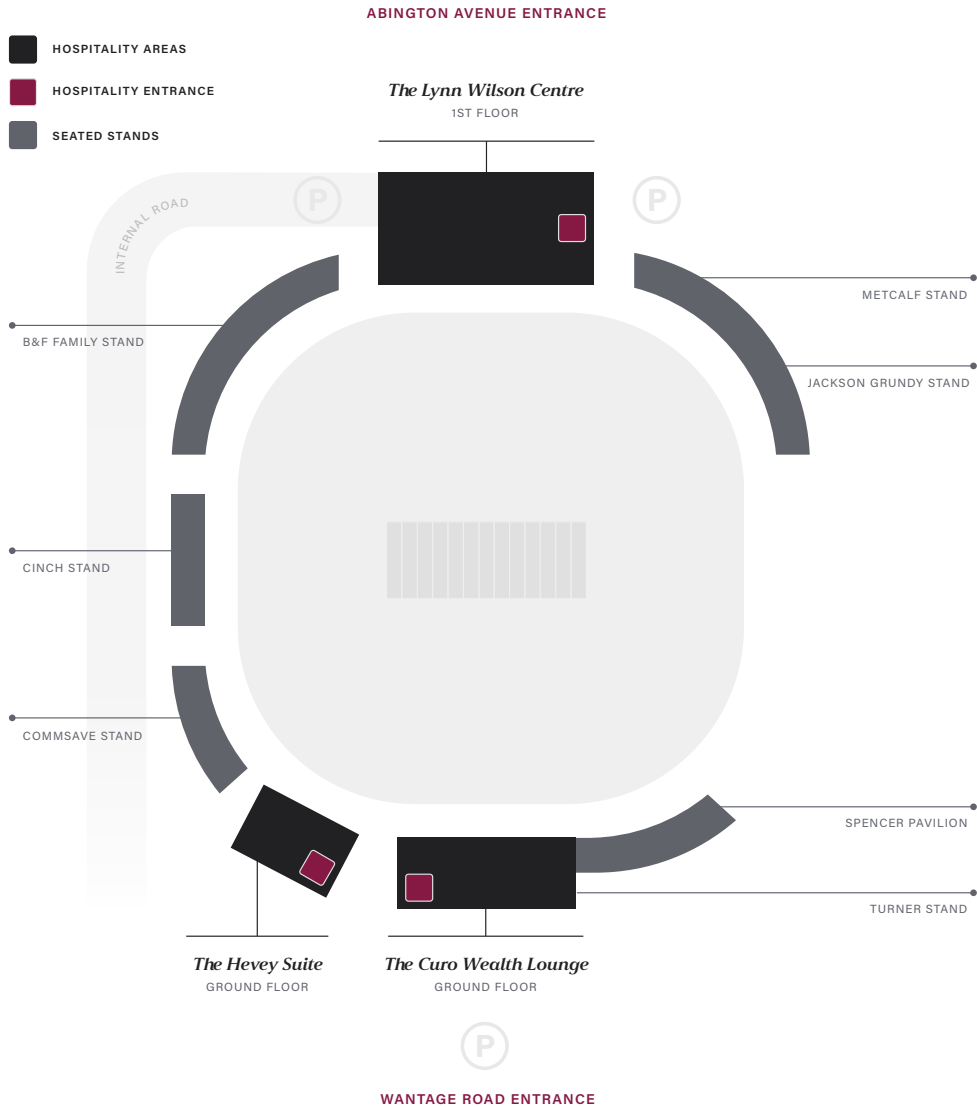 ABINGTON AVENUE ENTRANCE
HOSPITALITY AREAS
HOSPITALITY ENTRANCE
SEATED STANDS
The Lynn Wilson Centre
1ST FLOOR
P
P
INTERNAL ROAD
METCALF STAND
B&F FAMILY STAND
JACKSON GRUNDY STAND
CINCH STAND
COMMSAVE STAND
SPENCER PAVILION
TURNER STAND
The Hevey Suite
GROUND FLOOR
The Curo Wealth Lounge
GROUND FLOOR
P
WANTAGE ROAD ENTRANCE